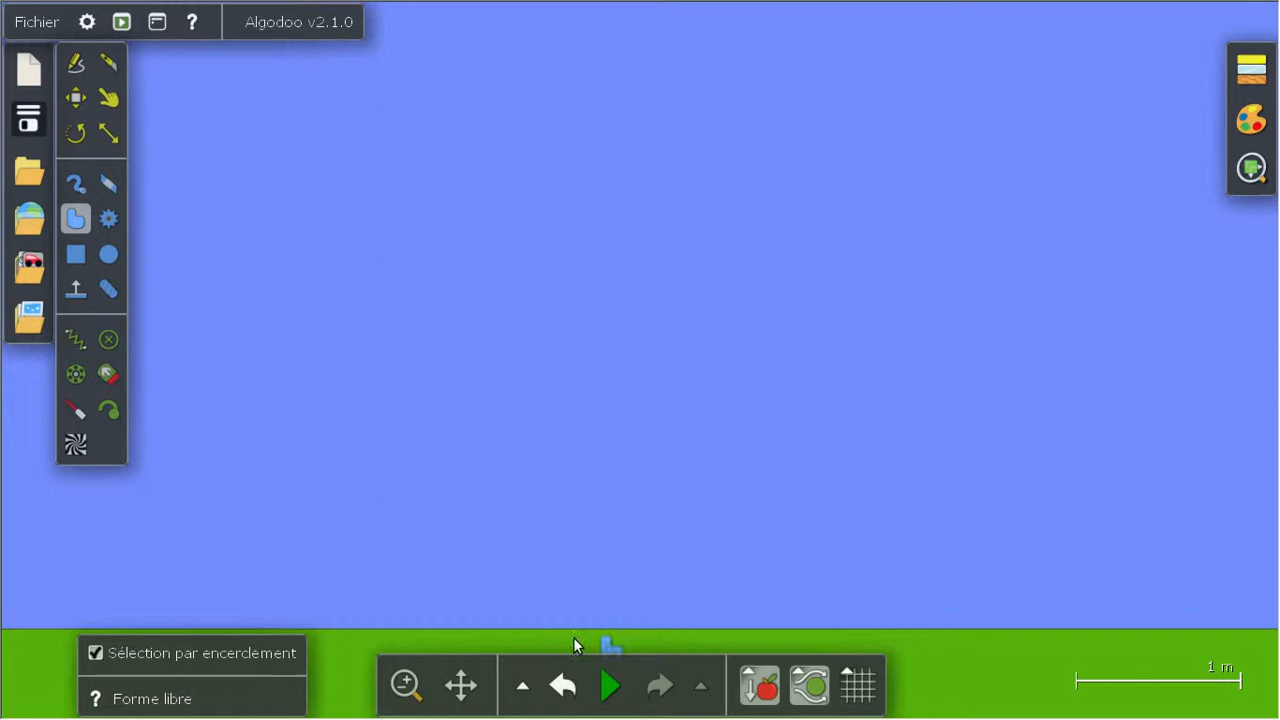 Fichier
?
Algodoo v2.1.0
Sélection par encerclement
? Forme libre
1 m